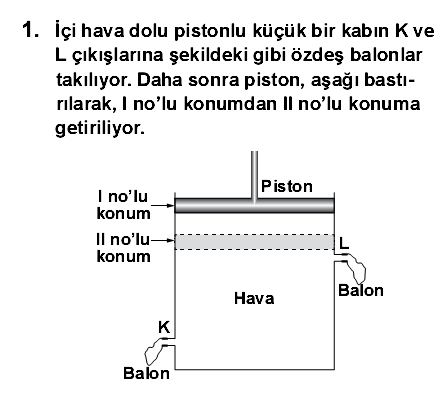 1. İçi hava dolu pistonlu küçük bir kabın K ve
L çıkışlarına şekildeki gibi özdeş balonlar
takılıyor. Daha sonra piston, aşağı bastı-
rılarak, I no'lu konumdan II no'lu konuma
getiriliyor.
Piston
I no'lu
konum
II no'lu
konum
L
Balon
Hava
K
Balon